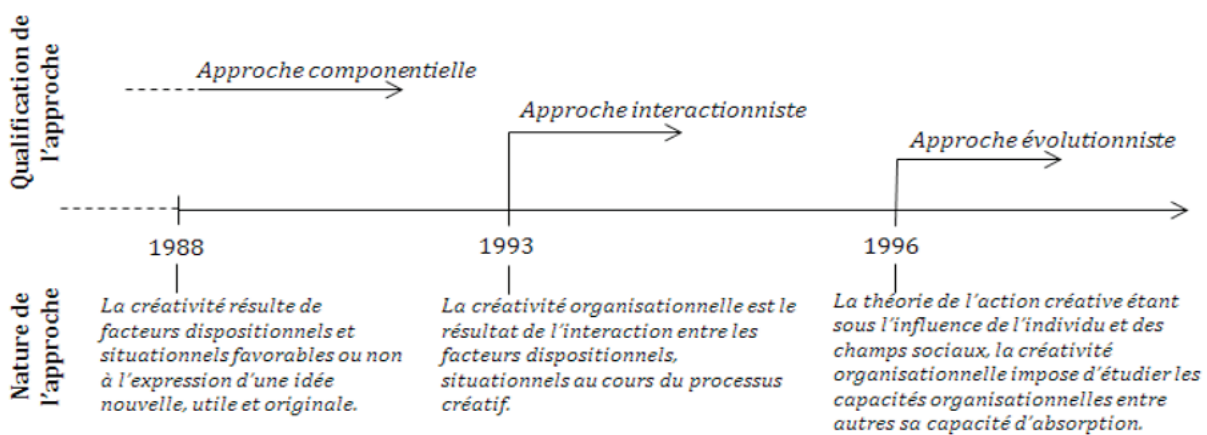 Qualification de
l'approche
Approche componentielle
Approche interactionniste
Approche évolutionniste
1988
1993
1996
Nature de
l'approche
La créativité résulte de
facteurs dispositionnels et
situationnels favorables ou non
à l'expression d'une idée
nouvelle, utile et originale.
La créativité organisationnelle est le
résultat de l'interaction entre les
facteurs dispositionnels,
situationnels au cours du processus
créatif.
La théorie de l'action créative étant
sous l'influence de l'individu et des
champs sociaux, la créativité
organisationnelle impose d'étudier les
capacités organisationnelles entre
autres sa capacité d'absorption.